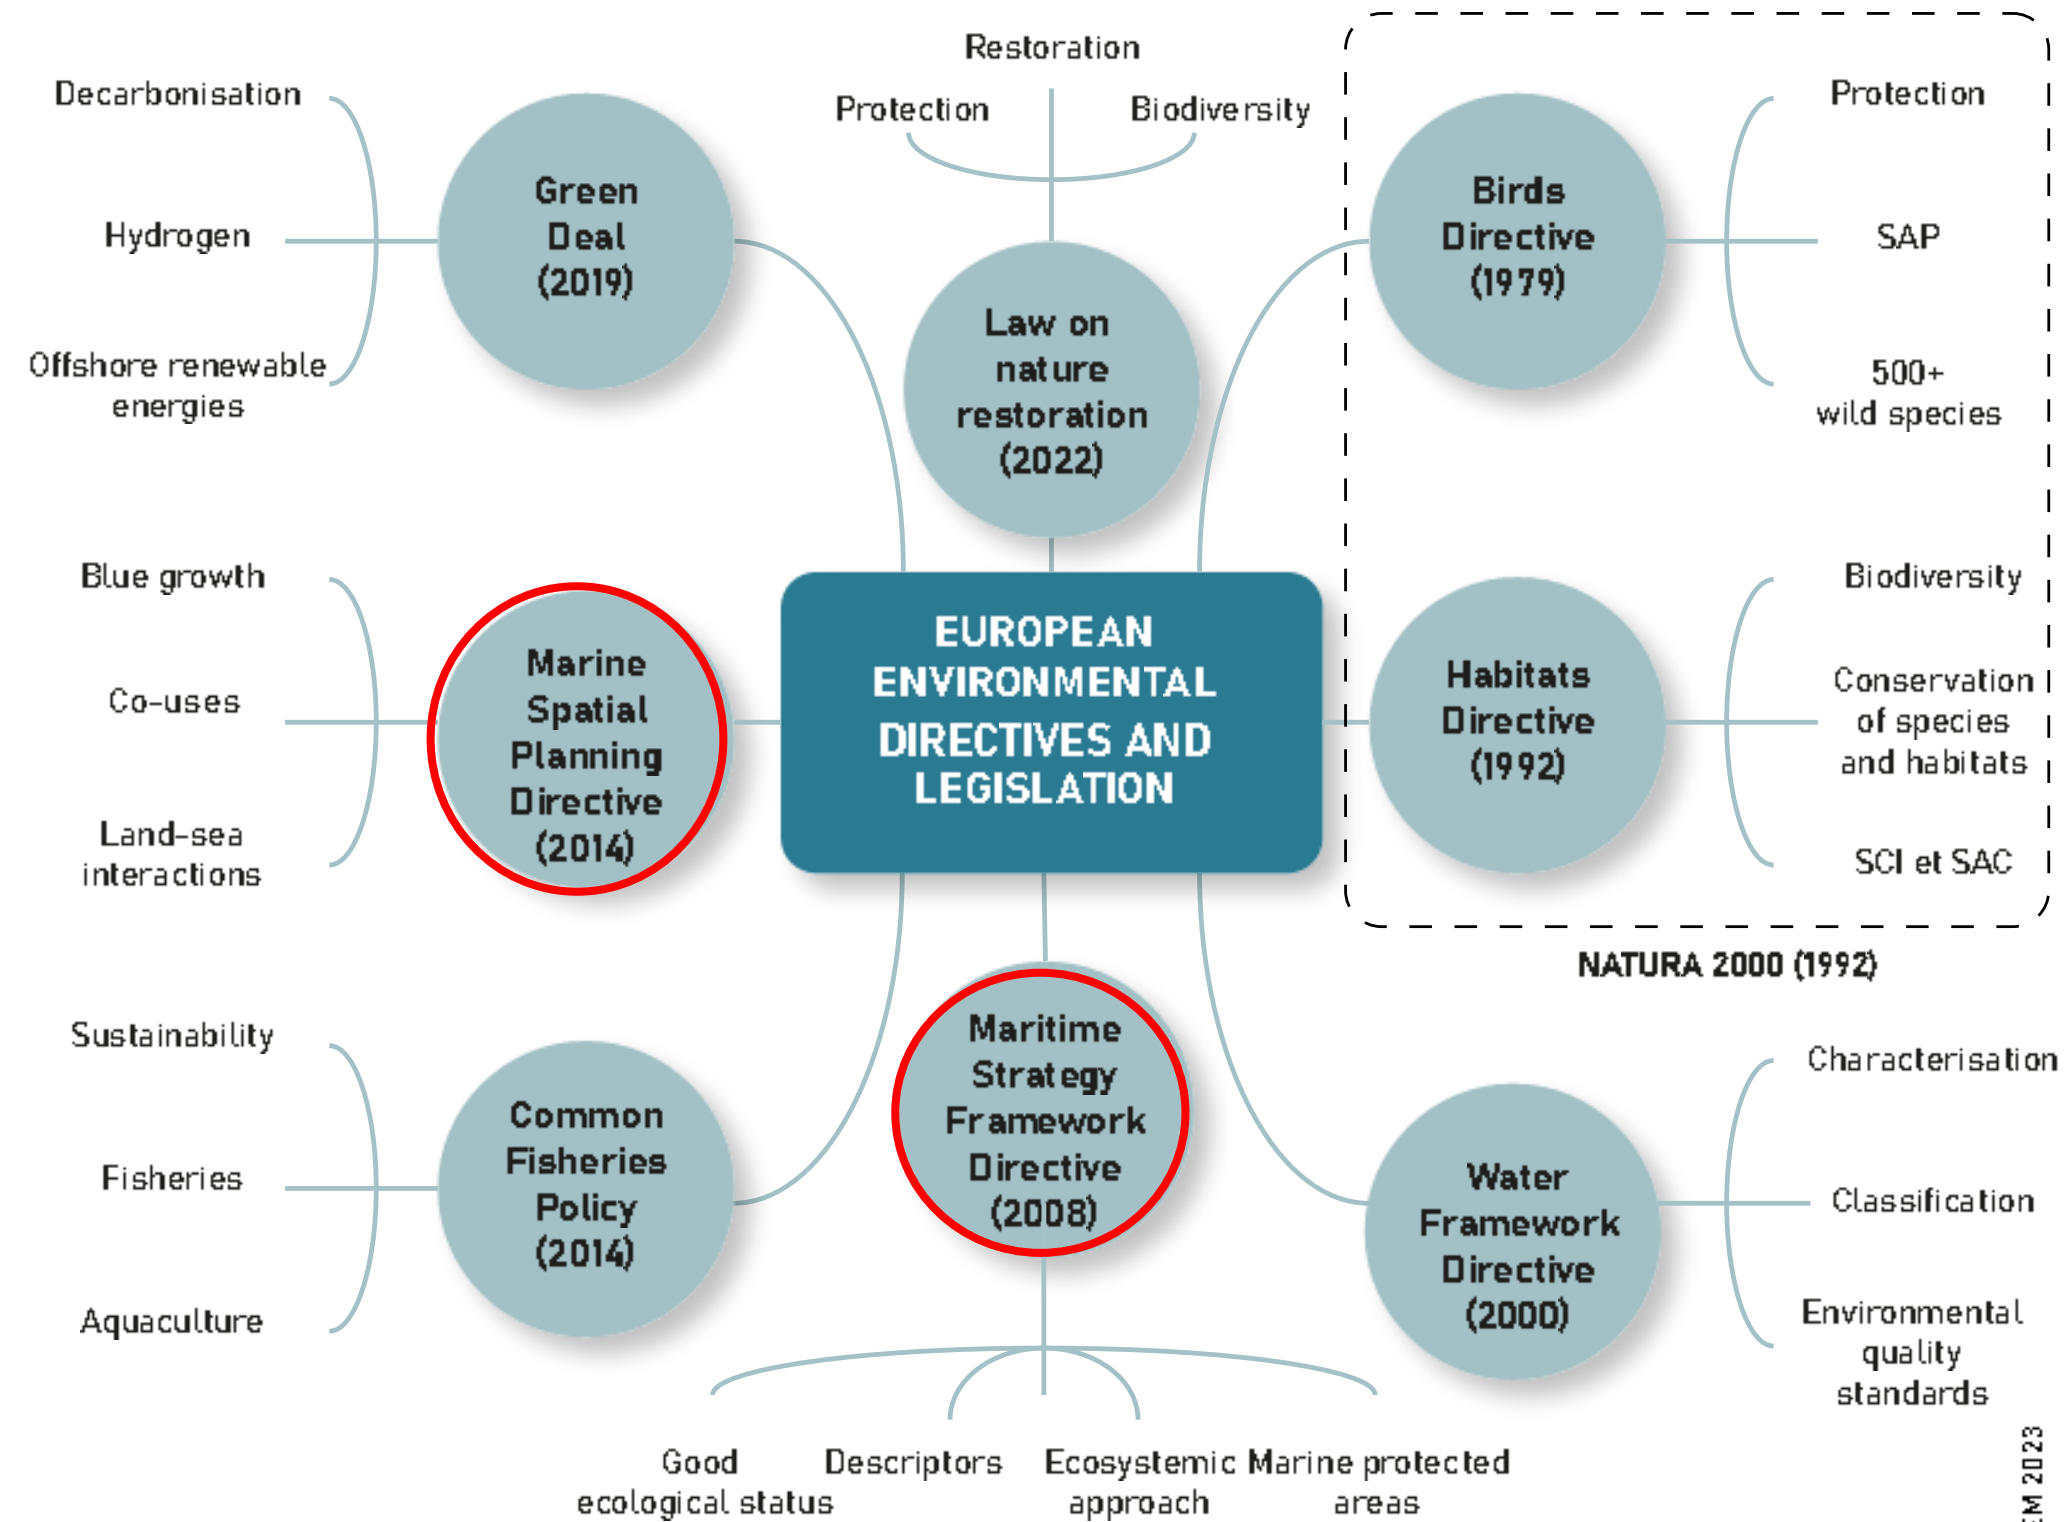 Restoration
Protection
Biodiversity
Decarbonisation
Hydrogen
Offshore renewable
energies
Green
Deal
(2019)
Law on
nature
restoration
(2022)
Birds
Directive
(1979)
Protection
SAP
500+
wild species
Blue growth
Co-uses
Land-sea
interactions
Marine
Spatial
Planning
Directive
(2014)
EUROPEAN
ENVIRONMENTAL
DIRECTIVES AND
LEGISLATION
Habitats
Directive
(1992)
Biodiversity
Conservation
of species
and habitats
SCI et SAC
NATURA 2000 (1992)
Sustainability
Fisheries
Aquaculture
Common
Fisheries
Policy
(2014)
Maritime
Strategy
Framework
Directive
(2008)
Water
Framework
Directive
(2000)
Characterisation
Classification
Environmental
quality
standards
Good
ecological status
Descriptors
Ecosystemic
approach
Marine protected
areas
2023